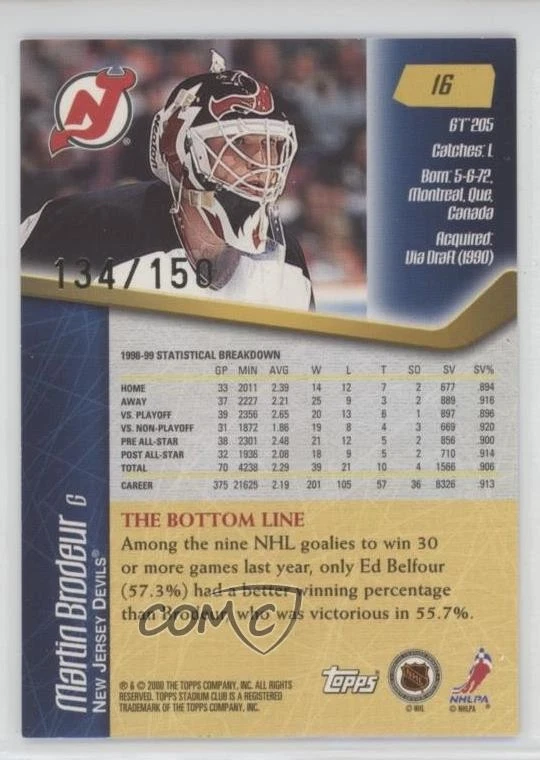 N
16
6'1" 205
Catches: L
Born: 5-6-72,
Montreal, Que,
Canada
Acquired:
Via Draft (1990)
134/150
1998-99 STATISTICAL BREAKDOWN
GP MIN AVG W L T SO SV SV%
HOME 33 2011 2.39 14 12 7 2 677 .894
AWAY 37 2227 2.21 25 9 3 2 889 .916
VS. PLAYOFF 39 2356 2.65 20 13 6 1 897 .896
VS. NON-PLAYOFF 31 1872 1.86 19 8 4 3 669 .920
PRE ALL-STAR 38 2301 2.48 21 12 5 2 856 .900
POST ALL-STAR 32 1936 2.08 18 9 5 2 710 .914
TOTAL 70 4238 2.29 39 21 10 4 1566 .906
CAREER 375 21625 2.19 201 105 57 36 8326 .913
THE BOTTOM LINE
Among the nine NHL goalies to win 30
or more games last year, only Ed Belfour
(57.3%) had a better winning percentage
than Brodeur, who was victorious in 55.7%.
COMC
Martin Brodeur G
NEW JERSEY DEVILS®
® & © 2000 THE TOPPS COMPANY, INC. ALL RIGHTS
RESERVED. TOPPS STADIUM CLUB IS A REGISTERED
TRADEMARK OF THE TOPPS COMPANY, INC.
TOPPS
© NHL
NHLPA
© NHLPA